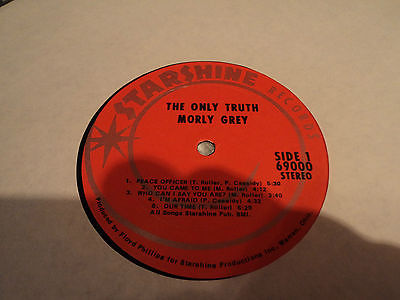 STARSHINE RECORDS
THE ONLY TRUTH
MORLY GREY
SIDE 1
69000
STEREO
1. PEACE OFFICER (T. Roller, P. Cassidy) 5:30
2. YOU CAME TO ME (M. Roller) 4:12
3. WHO CAN I SAY YOU ARE? (M. Roller) 3:40
4. I'M AFRAID (P. Cassidy) 4:32
5. OUR TIME (T. Roller) 6:29
All Songs Starshine Pub. BMI.
Produced by Floyd Phillips for Starshine Productions Inc., Warren, Ohio